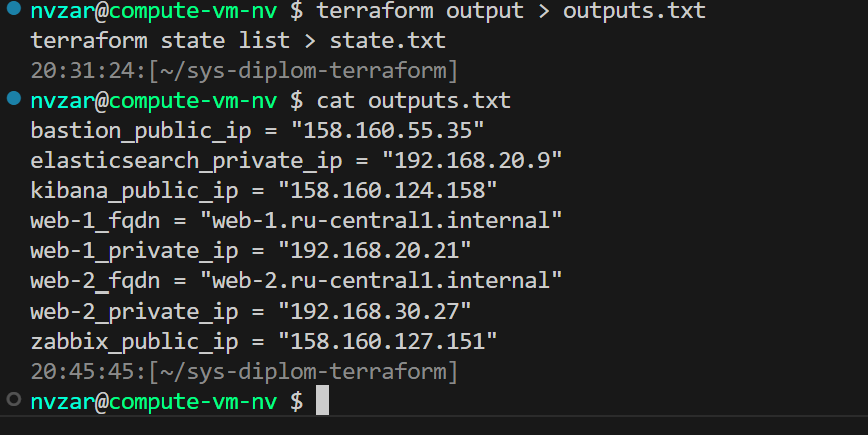 nvzar@compute-vm-nv $ terraform output > outputs.txt
terraform state list > state.txt
20:31:24:[~/sys-diplom-terraform]
nvzar@compute-vm-nv $ cat outputs.txt
bastion_public_ip = "158.160.55.35"
elasticsearch_private_ip = "192.168.20.9"
kibana_public_ip = "158.160.124.158"
web-1_fqdn = "web-1.ru-central1.internal"
web-1_private_ip = "192.168.20.21"
web-2_fqdn = "web-2.ru-central1.internal"
web-2_private_ip = "192.168.30.27"
zabbix_public_ip = "158.160.127.151"
20:45:45:[~/sys-diplom-terraform]
nvzar@compute-vm-nv $